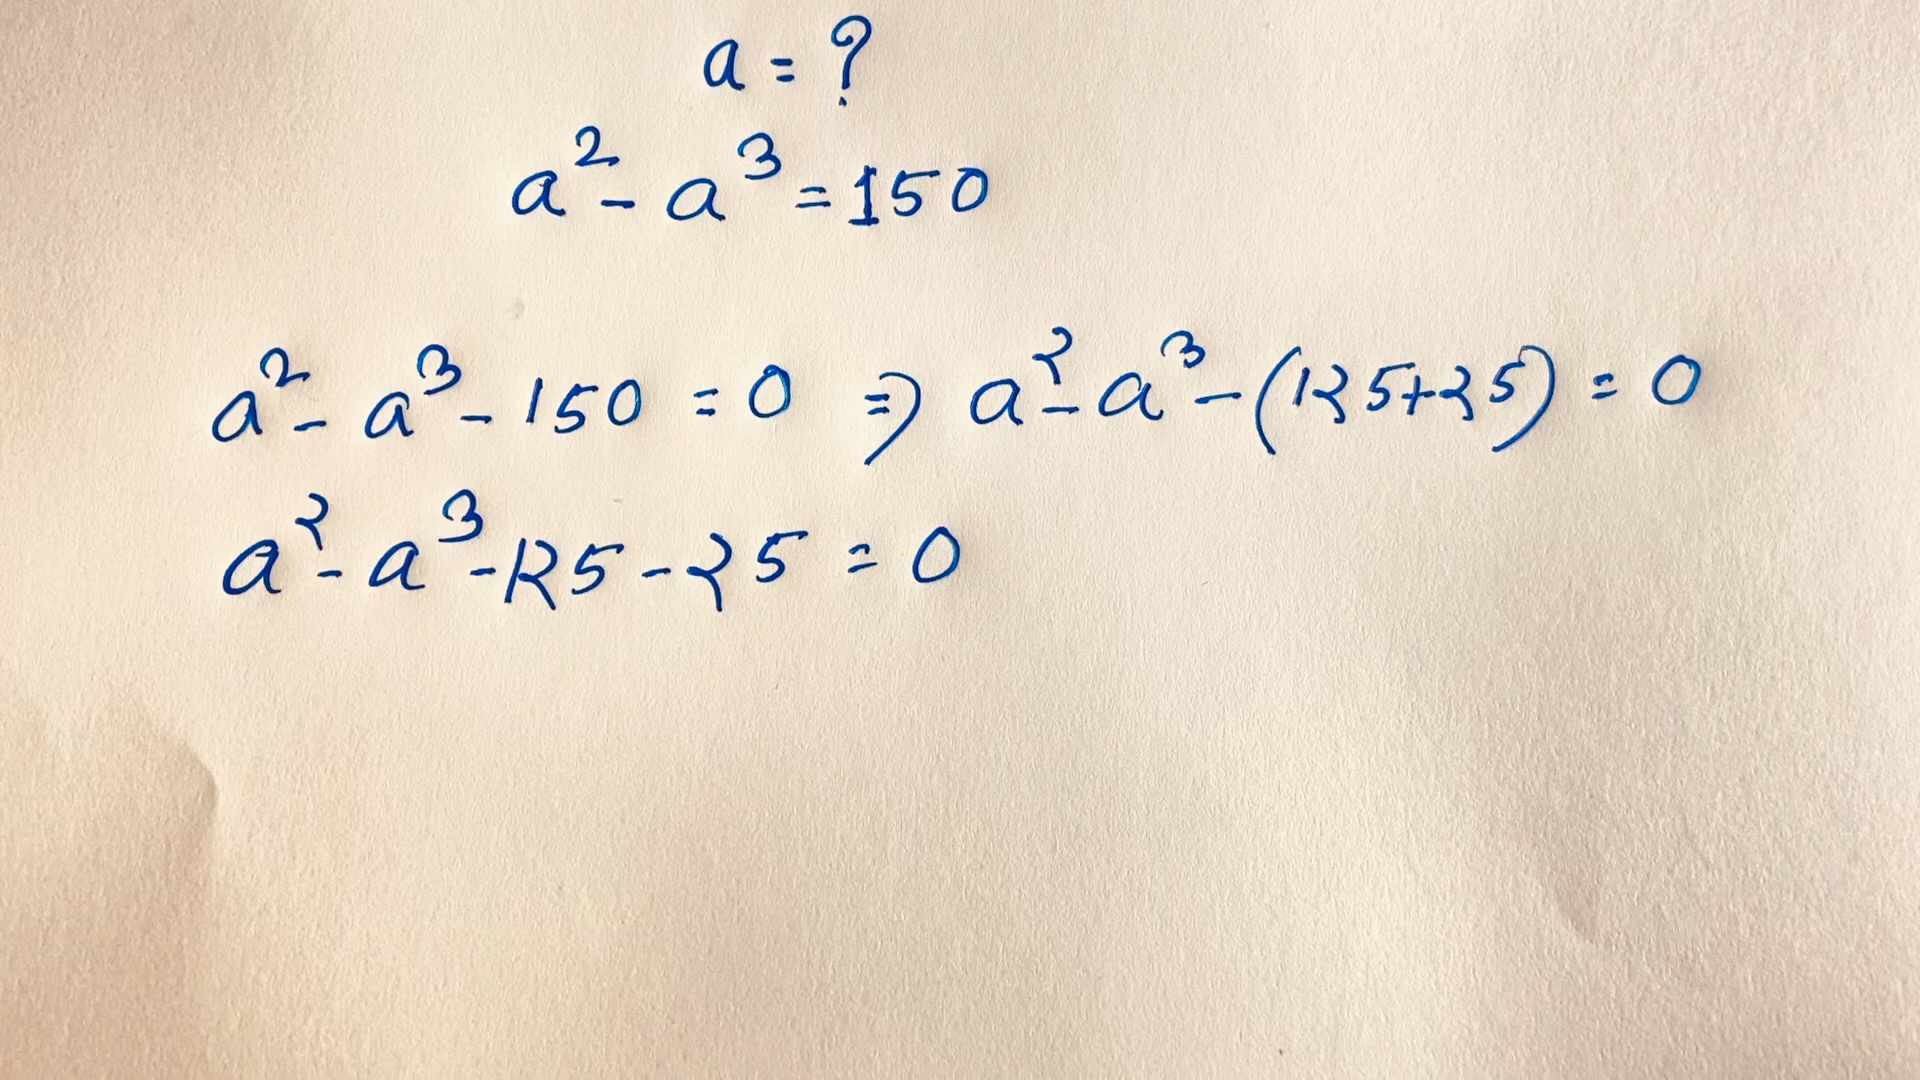 a = ?
a² - a³ = 150
a² - a³ - 150 = 0 ⇒ a² - a³ - (125+25) = 0
a² - a³ - 125 - 25 = 0